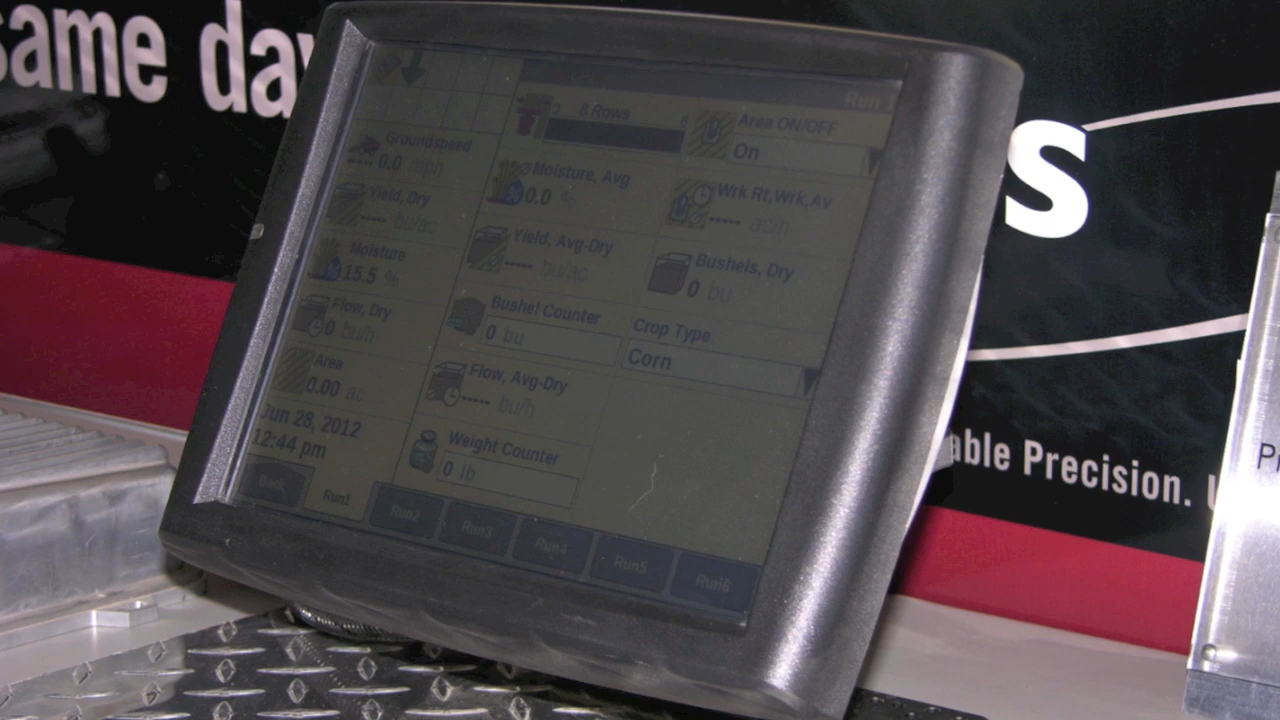 same day
s
Run 1
8 Rows
8
Area ON/OFF
On
Groundspeed
0.0 mph
Moisture, Avg
0.0 %
Wrk Rt,Wrk,Av
----- ac/h
Yield, Dry
---- bu/ac
Yield, Avg-Dry
---- bu/ac
Bushels, Dry
0 bu
Moisture
15.5 %
Bushel Counter
0 bu
Crop Type
Corn
Flow, Dry
0 bu/h
Flow, Avg-Dry
----- bu/h
Area
0.00 ac
Weight Counter
0 lb
Jun 28, 2012
12:44 pm
Back
Run1
Run2
Run3
Run4
Run5
Run6
able Precision.